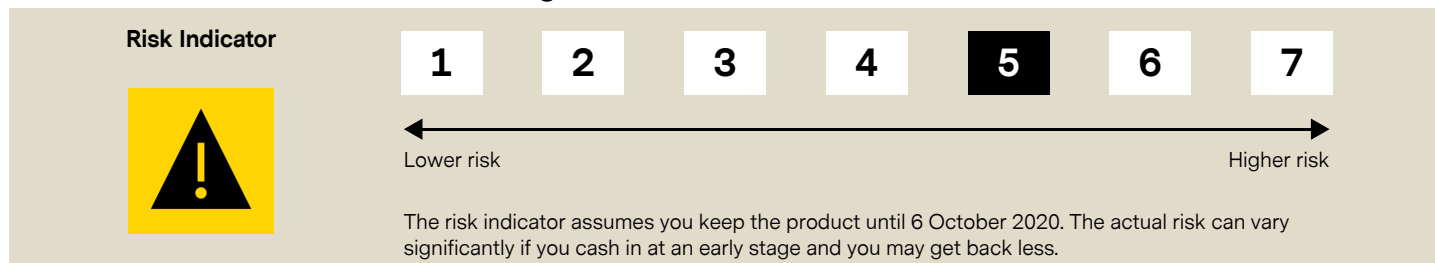 Risk Indicator
1 2 3 4 5 6 7
Lower risk Higher risk
The risk indicator assumes you keep the product until 6 October 2020. The actual risk can vary
significantly if you cash in at an early stage and you may get back less.